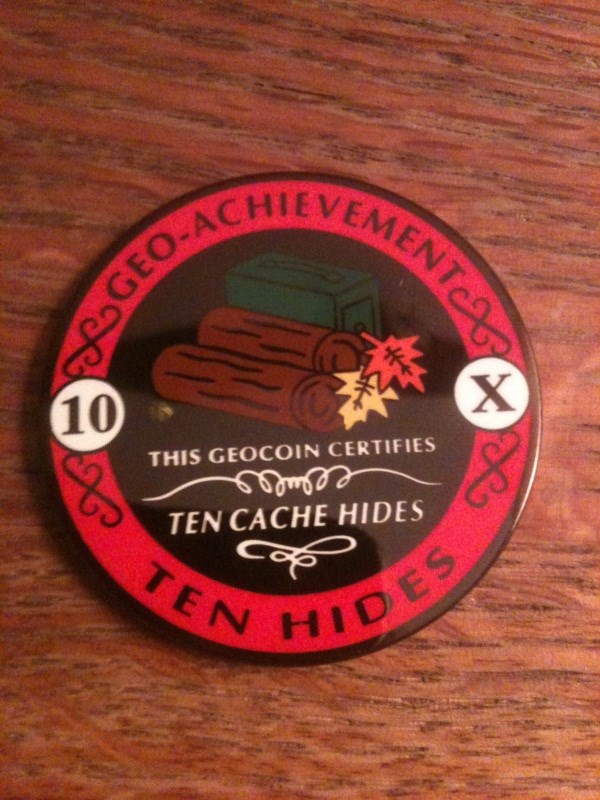 GEO-ACHIEVEMENT
10
X
THIS GEOCOIN CERTIFIES
TEN CACHE HIDES
TEN HIDES